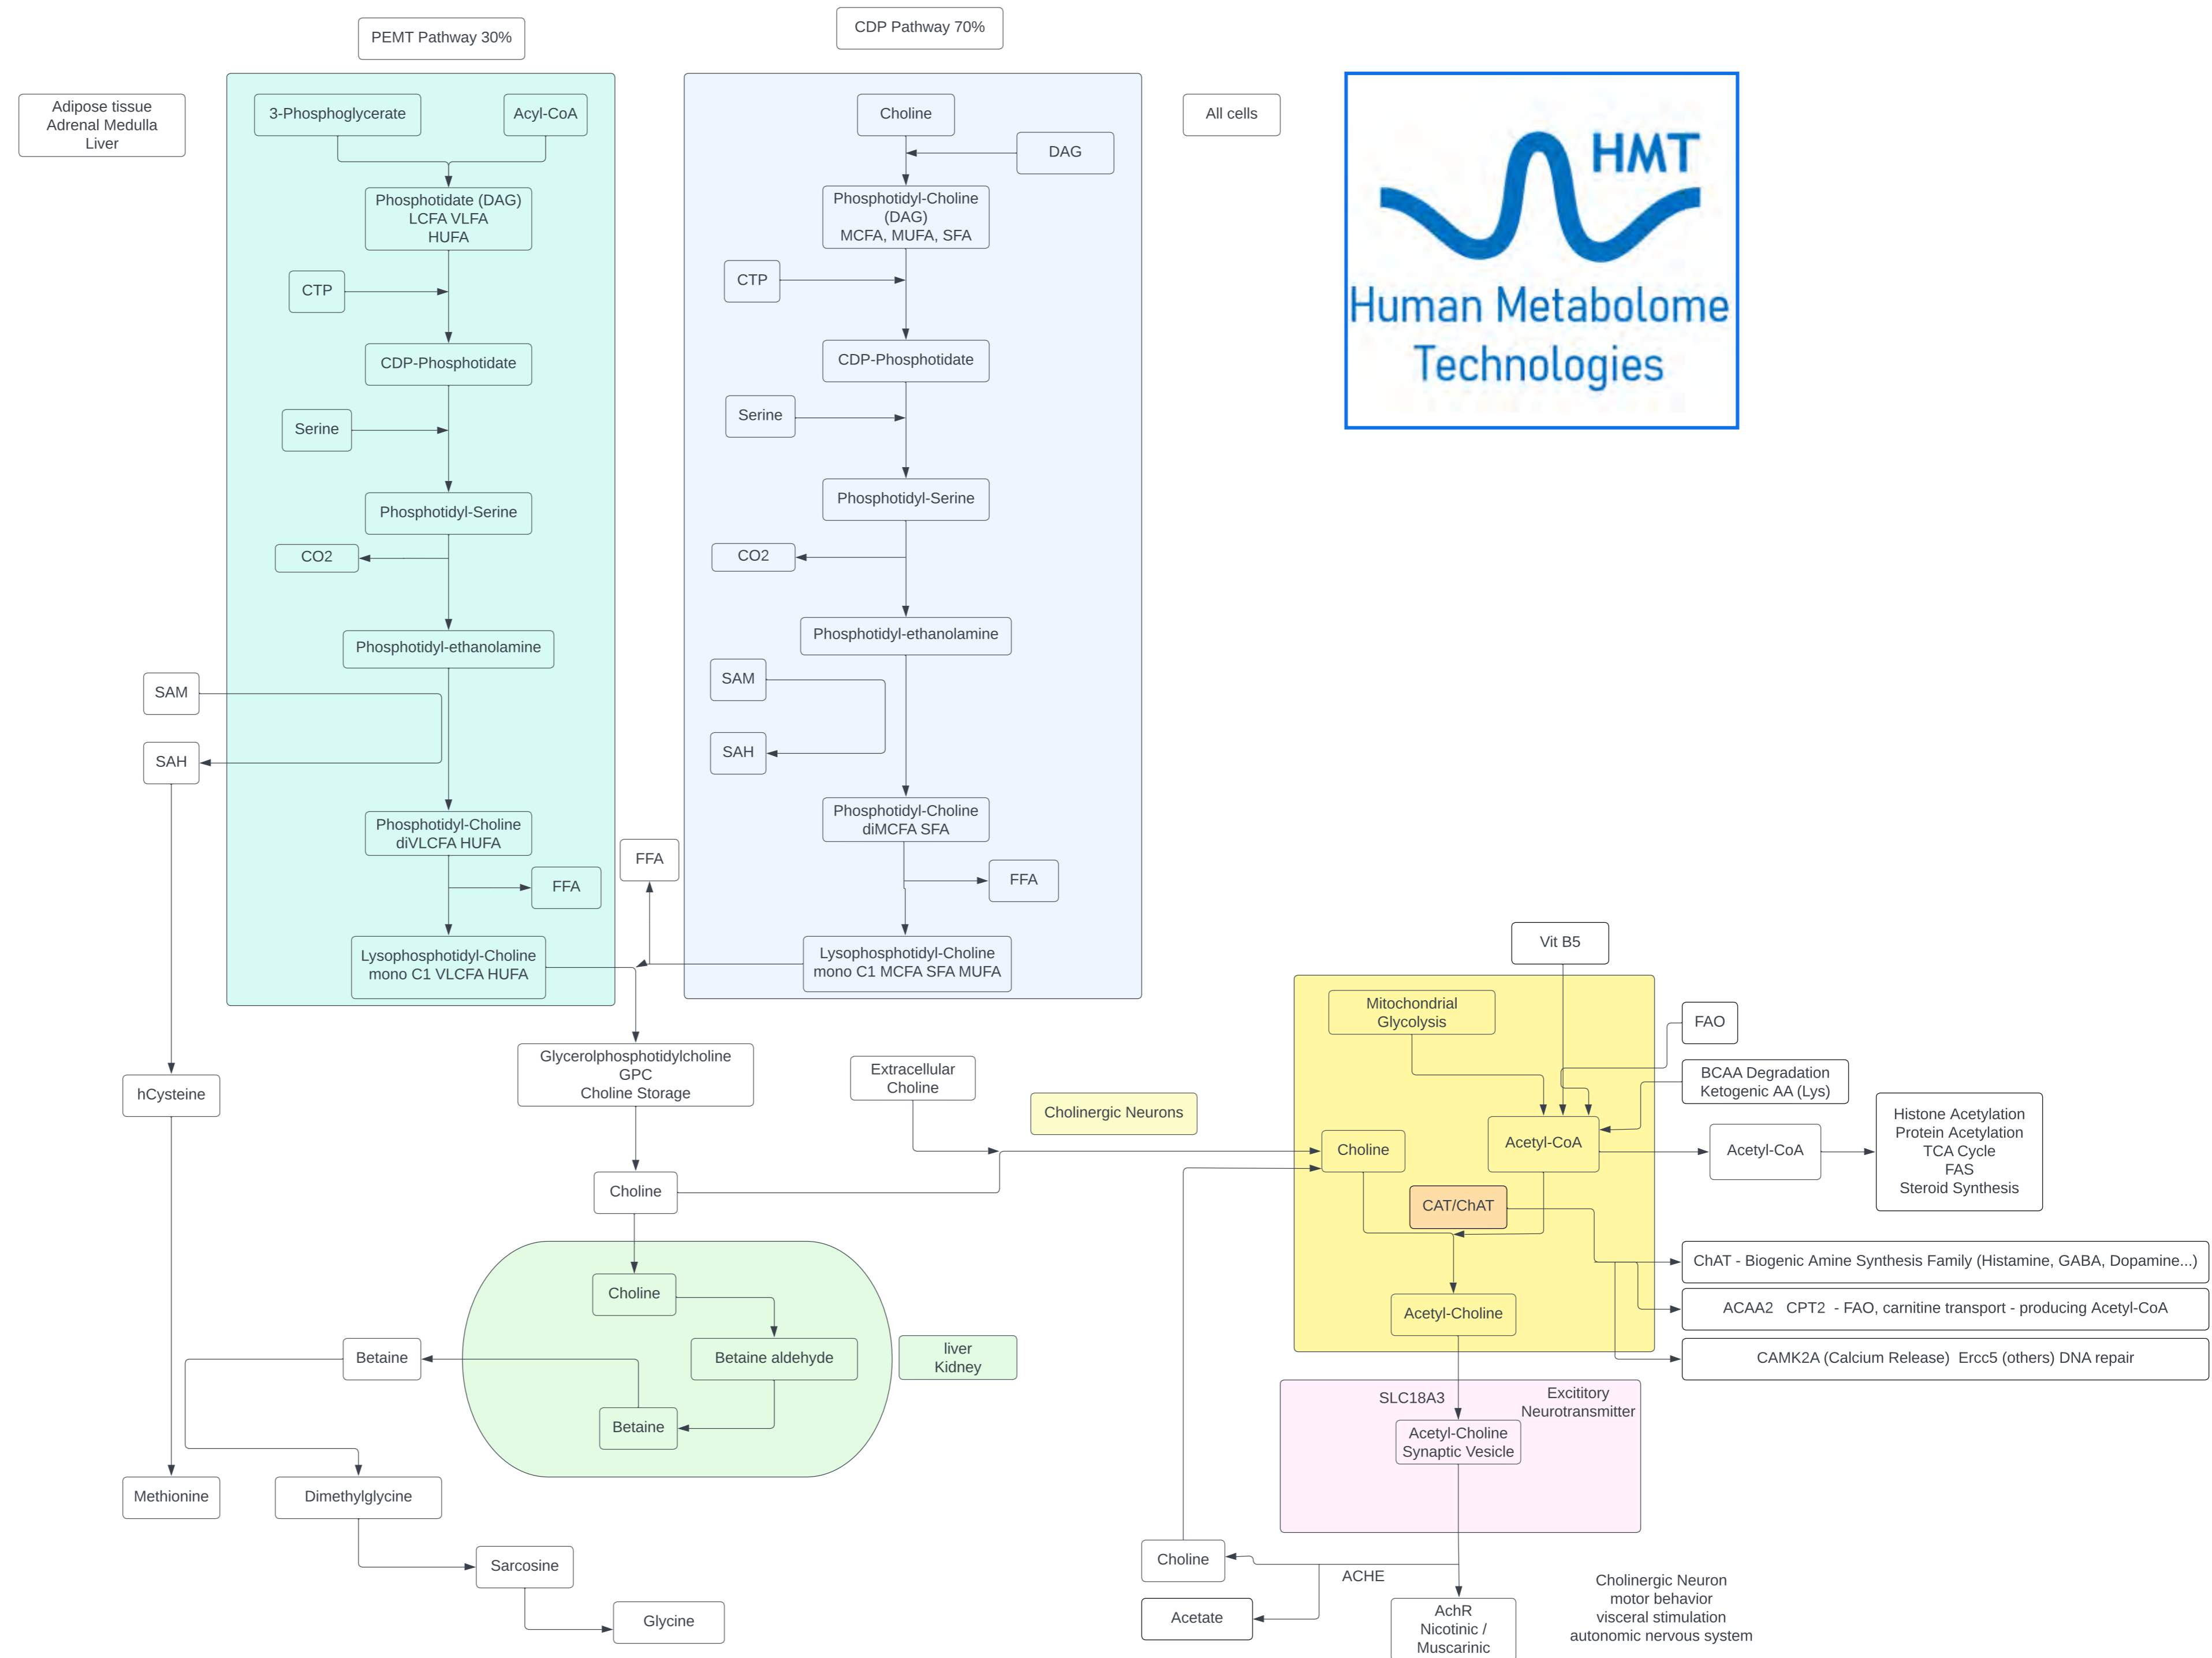 PEMT Pathway 30%
CDP Pathway 70%
Adipose tissue
Adrenal Medulla
Liver
3-Phosphoglycerate
Acyl-CoA
Phosphotidate (DAG)
LCFA VLFA
HUFA
CTP
CDP-Phosphotidate
Serine
Phosphotidyl-Serine
CO2
Phosphotidyl-ethanolamine
SAM
SAH
Phosphotidyl-Choline
diVLCFA HUFA
FFA
Lysophosphotidyl-Choline
mono C1 VLCFA HUFA
Choline
DAG
Phosphotidyl-Choline
(DAG)
MCFA, MUFA, SFA
CTP
CDP-Phosphotidate
Serine
Phosphotidyl-Serine
CO2
Phosphotidyl-ethanolamine
SAM
SAH
Phosphotidyl-Choline
diMCFA SFA
FFA
FFA
Lysophosphotidyl-Choline
mono C1 MCFA SFA MUFA
All cells
HMT
Human Metabolome
Technologies
hCysteine
Methionine
Glycerolphosphotidylcholine
GPC
Choline Storage
Extracellular
Choline
Cholinergic Neurons
Choline
Choline
Betaine aldehyde
Betaine
liver
Kidney
Betaine
Dimethylglycine
Sarcosine
Glycine
Vit B5
Mitochondrial
Glycolysis
FAO
BCAA Degradation
Ketogenic AA (Lys)
Choline
Acetyl-CoA
Acetyl-CoA
Histone Acetylation
Protein Acetylation
TCA Cycle
FAS
Steroid Synthesis
CAT/ChAT
ChAT - Biogenic Amine Synthesis Family (Histamine, GABA, Dopamine...)
Acetyl-Choline
ACAA2 CPT2 - FAO, carnitine transport - producing Acetyl-CoA
CAMK2A (Calcium Release) Ercc5 (others) DNA repair
SLC18A3
Excititory
Neurotransmitter
Acetyl-Choline
Synaptic Vesicle
Choline
ACHE
Acetate
AchR
Nicotinic /
Muscarinic
Cholinergic Neuron
motor behavior
visceral stimulation
autonomic nervous system